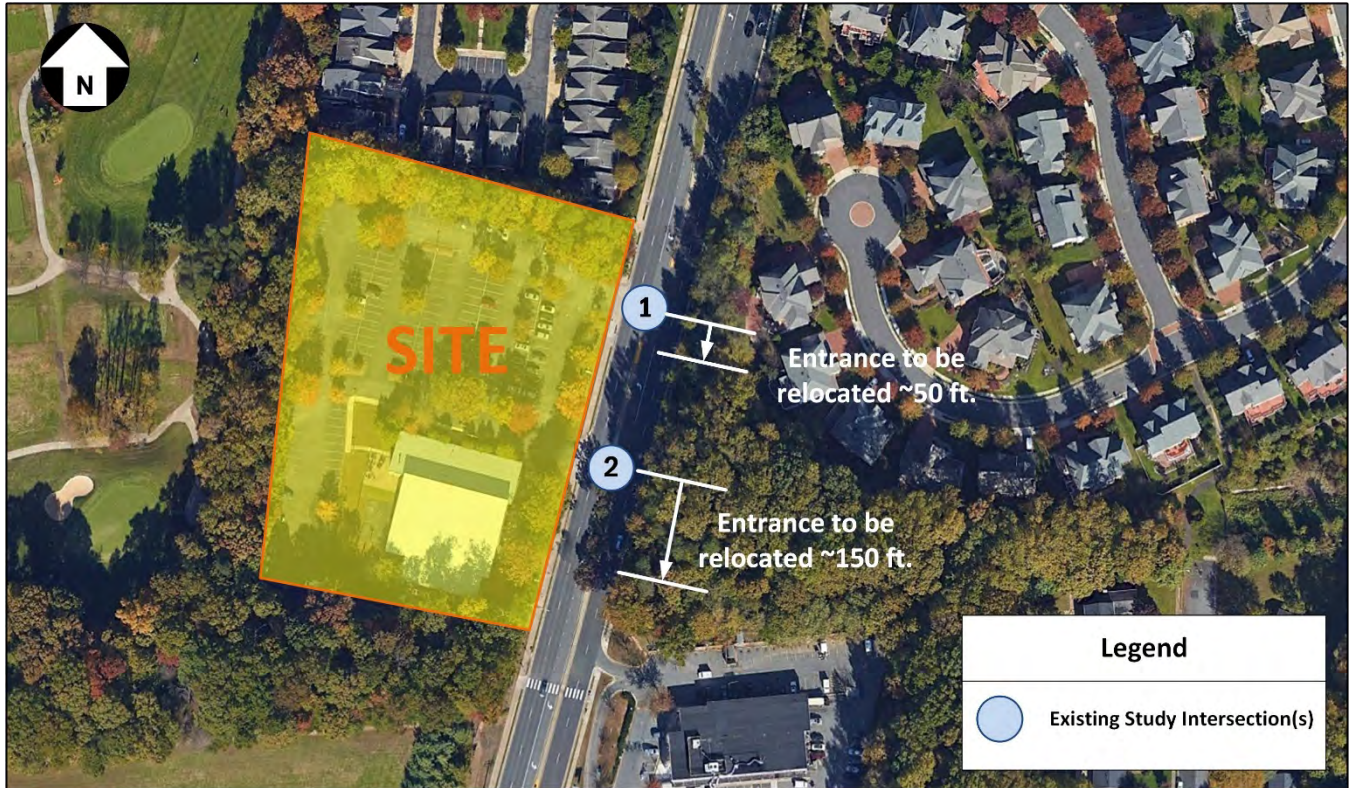 N
SITE
1
Entrance to be
relocated ~50 ft.
2
Entrance to be
relocated ~150 ft.
Legend
Existing Study Intersection(s)